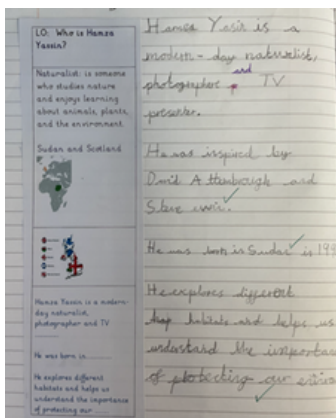 LO: Who is Hamza
Yassin?
Naturalist: is someone
who studies nature
and enjoys learning
about animals, plants,
and the environment.
Sudan and Scotland
Hamza Yassin is a modern-
day naturalist,
photographer and TV
He was born in
He explores different
habitats and helps us
understand the importance
of protecting our
Hamza Yasin is a
modern-day naturalist,
photographere and TV
presenter.
He was inspired by
David Attenbrough and
Steve
He was born in Sudan is 199
He explores different
habitats and helps us
understand the importance
of protecting our